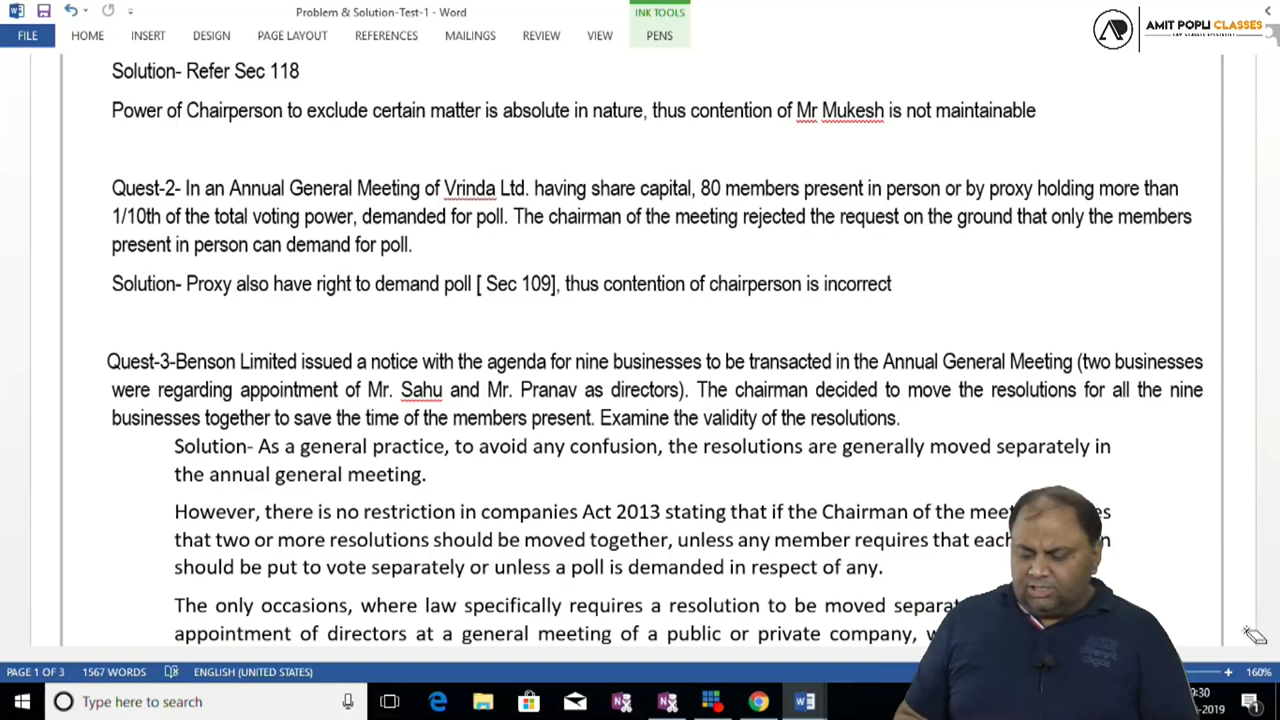 Problem & Solution-Test-1 - Word
INK TOOLS
FILE HOME INSERT DESIGN PAGE LAYOUT REFERENCES MAILINGS REVIEW VIEW PENS
AMIT POPLI CLASSES
Solution- Refer Sec 118
Power of Chairperson to exclude certain matter is absolute in nature, thus contention of Mr Mukesh is not maintainable
Quest-2- In an Annual General Meeting of Vrinda Ltd. having share capital, 80 members present in person or by proxy holding more than
1/10th of the total voting power, demanded for poll. The chairman of the meeting rejected the request on the ground that only the members
present in person can demand for poll.
Solution- Proxy also have right to demand poll [ Sec 109], thus contention of chairperson is incorrect
Quest-3-Benson Limited issued a notice with the agenda for nine businesses to be transacted in the Annual General Meeting (two businesses
were regarding appointment of Mr. Sahu and Mr. Pranav as directors). The chairman decided to move the resolutions for all the nine
businesses together to save the time of the members present. Examine the validity of the resolutions.
Solution- As a general practice, to avoid any confusion, the resolutions are generally moved separately in
the annual general meeting.
However, there is no restriction in companies Act 2013 stating that if the Chairman of the
that two or more resolutions should be moved together, unless any member requires that each
should be put to vote separately or unless a poll is demanded in respect of any.
The only occasions, where law specifically requires a resolution to be moved
appointment of directors at a general meeting of a public or private company,
PAGE 1 OF 3 1567 WORDS ENGLISH (UNITED STATES) + 160%
Type here to search
:30
-2019